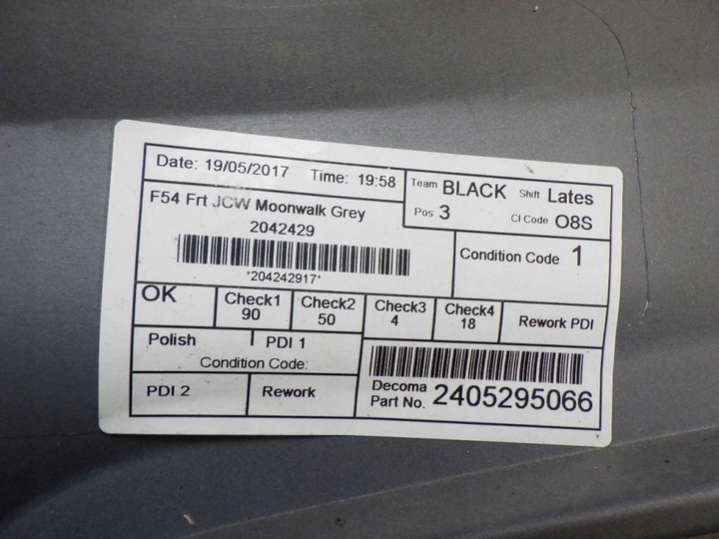 Date: 19/05/2017 Time: 19:58
Team BLACK Shift Lates
Pos 3 CI Code O8S
F54 Frt JCW Moonwalk Grey
2042429
*204242917*
Condition Code 1
OK
Check1 90
Check2 50
Check3 4
Check4 18
Rework PDI
Polish
PDI 1
Condition Code:
PDI 2
Rework
Decoma
Part No. 2405295066